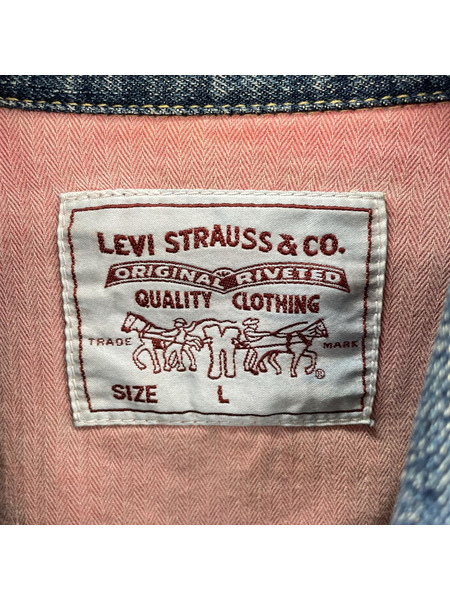 LEVI STRAUSS & CO.
ORIGINAL RIVETED
QUALITY CLOTHING
TRADE MARK
®
SIZE L